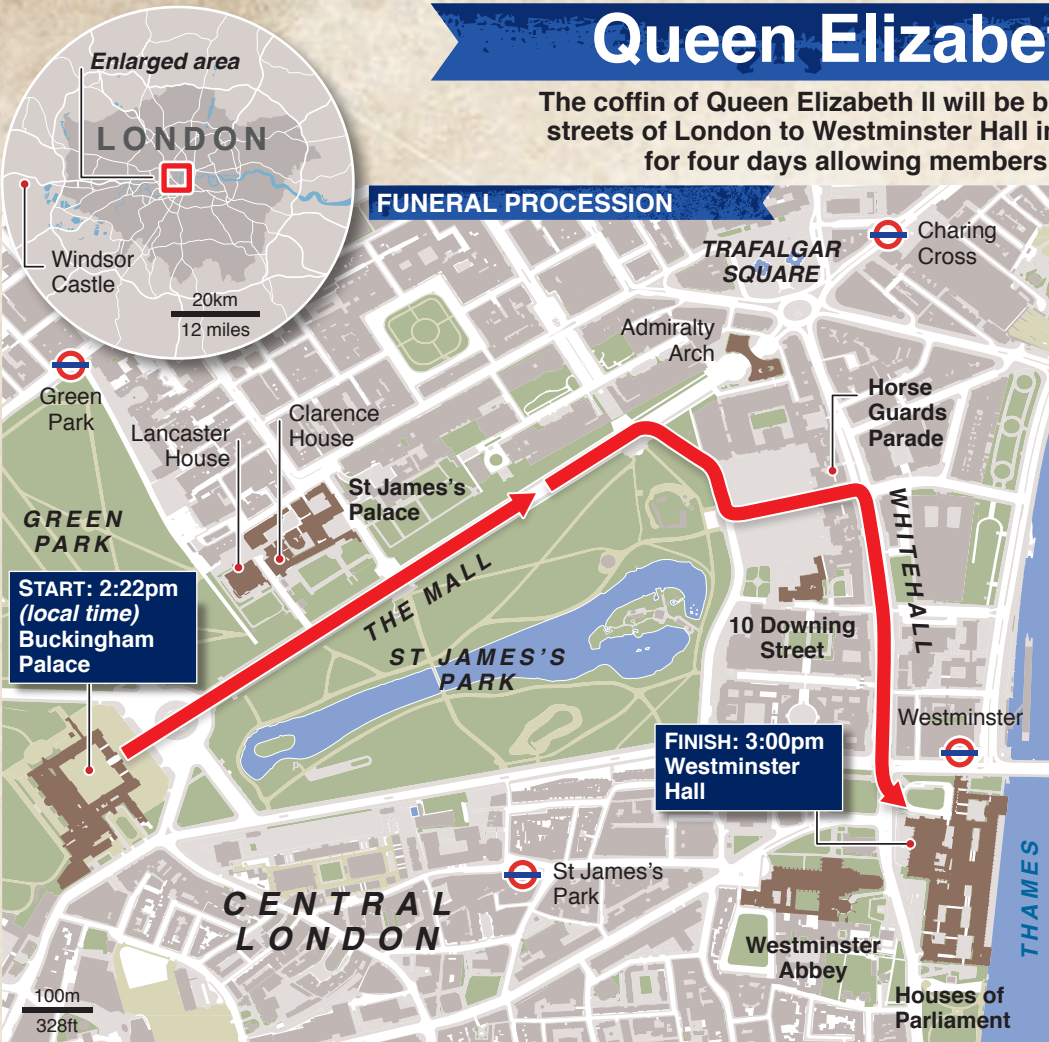 Queen Elizabet
The coffin of Queen Elizabeth II will be b
streets of London to Westminster Hall in
for four days allowing members
Enlarged area
LONDON
Windsor
Castle
20km
12 miles
FUNERAL PROCESSION
TRAFALGAR
SQUARE
Charing
Cross
Admiralty
Arch
Green
Park
Lancaster
House
Clarence
House
Horse
Guards
Parade
St James's
Palace
GREEN
PARK
WHITEHALL
START: 2:22pm
(local time)
Buckingham
Palace
THE MALL
ST JAMES'S
PARK
10 Downing
Street
Westminster
FINISH: 3:00pm
Westminster
Hall
St James's
Park
CENTRAL
LONDON
THAMES
Westminster
Abbey
Houses of
Parliament
100m
328ft